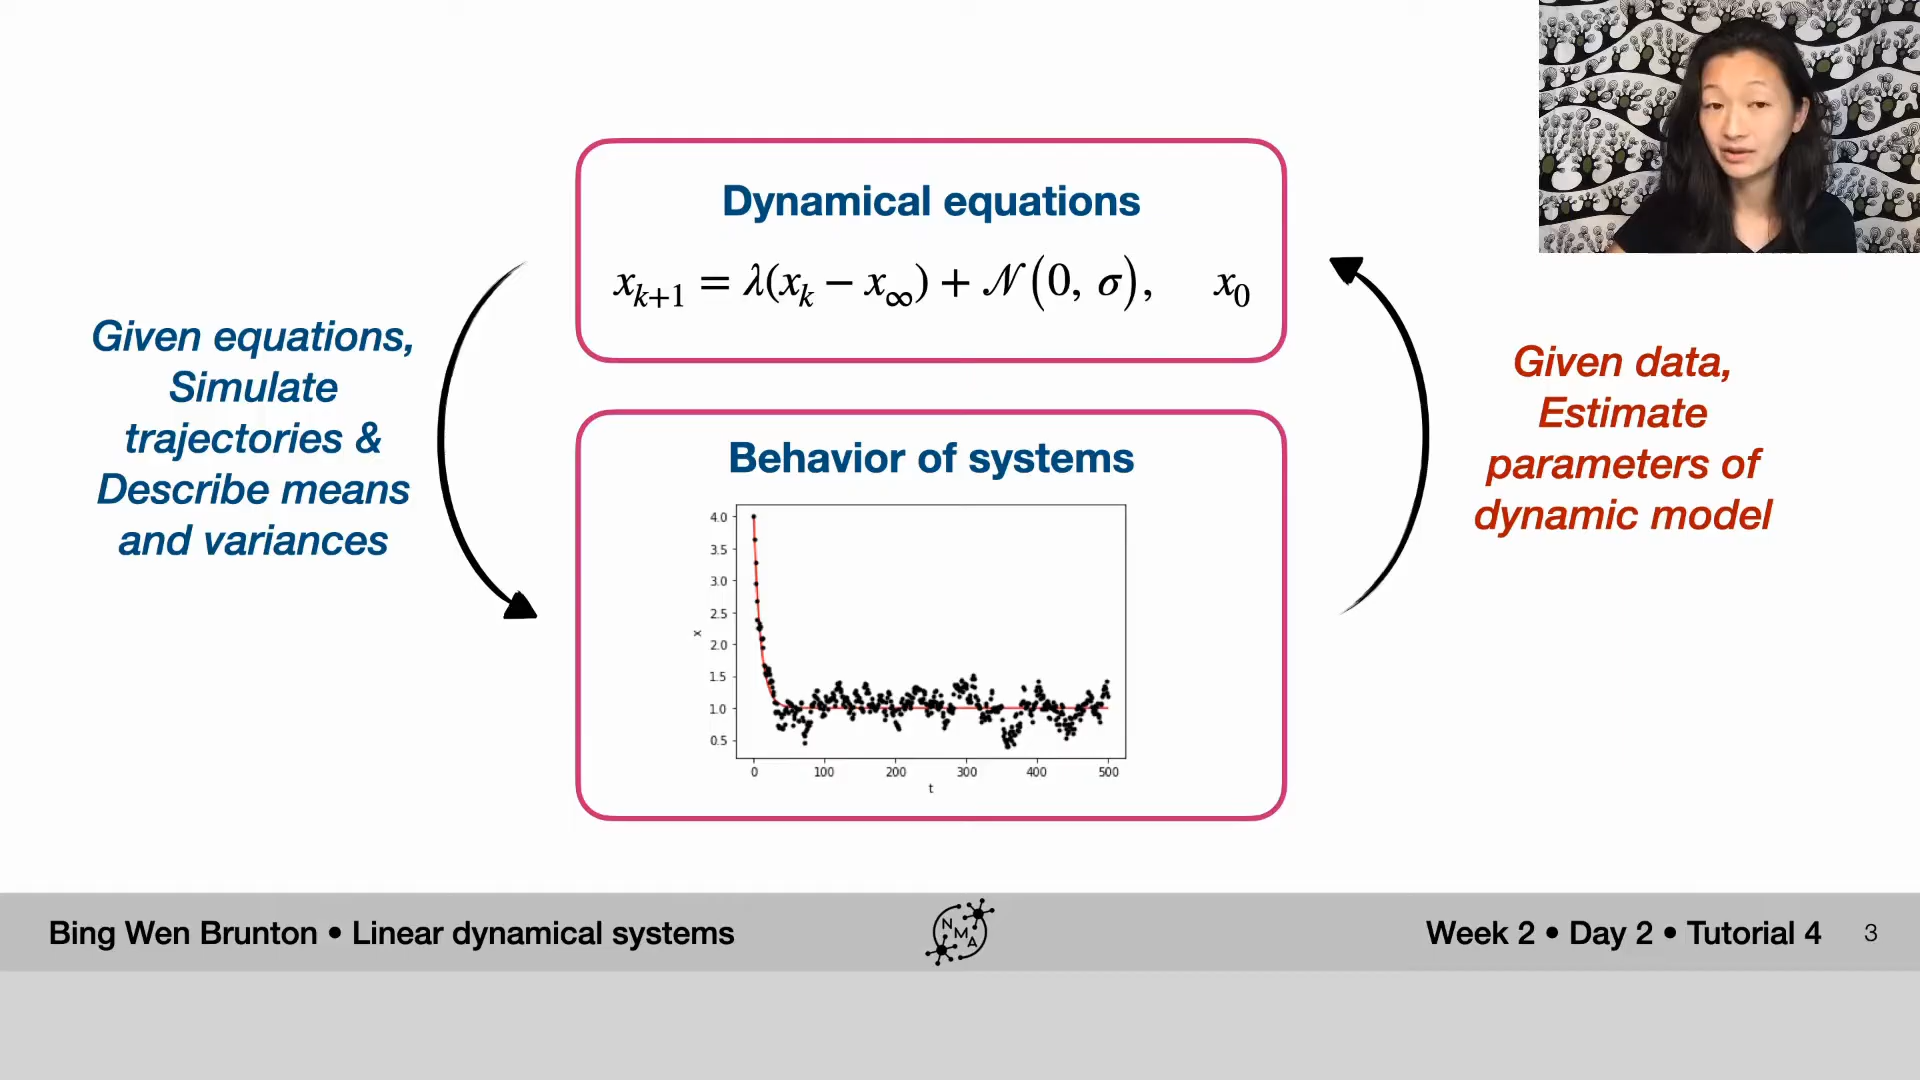 Dynamical equations
x_{k+1} = λ(x_k − x_∞) + 𝒩(0, σ), x_0
Given equations,
Simulate
trajectories &
Describe means
and variances
Given data,
Estimate
parameters of
dynamic model
Behavior of systems
4.0
3.5
3.0
2.5
2.0
1.5
1.0
0.5
x
0 100 200 300 400 500
t
Bing Wen Brunton • Linear dynamical systems
N
M
A
Week 2 • Day 2 • Tutorial 4 3